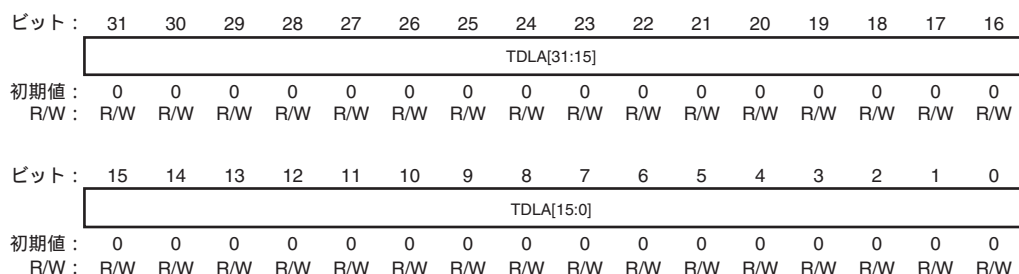 ビット： 31 30 29 28 27 26 25 24 23 22 21 20 19 18 17 16
TDLA[31:15]
初期値： 0 0 0 0 0 0 0 0 0 0 0 0 0 0 0 0
R/W： R/W R/W R/W R/W R/W R/W R/W R/W R/W R/W R/W R/W R/W R/W R/W R/W
ビット： 15 14 13 12 11 10 9 8 7 6 5 4 3 2 1 0
TDLA[15:0]
初期値： 0 0 0 0 0 0 0 0 0 0 0 0 0 0 0 0
R/W： R/W R/W R/W R/W R/W R/W R/W R/W R/W R/W R/W R/W R/W R/W R/W R/W